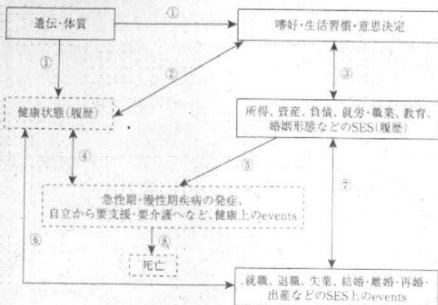 遺伝・体質
①
嗜好・生活習慣・意思決定
①
②
③
健康状態(履歴)
所得、資産、負債、就労・職業、教育、
婚姻形態などのSES(履歴)
④
⑤
急性期・慢性期疾病の発症、
自立から要支援・要介護へなど、健康上のevents
⑦
⑥
⑧
死亡
就職、退職、失業、結婚・離婚・再婚・
出産などのSES上のevents